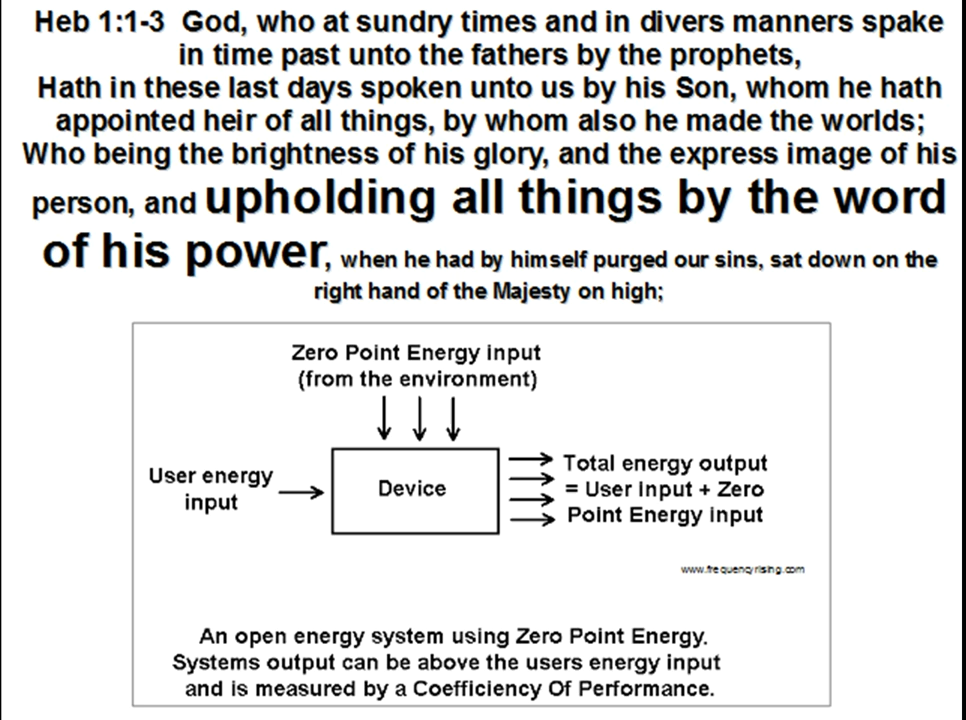 Heb 1:1-3  God, who at sundry times and in divers manners spake
in time past unto the fathers by the prophets,
Hath in these last days spoken unto us by his Son, whom he hath
appointed heir of all things, by whom also he made the worlds;
Who being the brightness of his glory, and the express image of his
person, and upholding all things by the word
of his power, when he had by himself purged our sins, sat down on the
right hand of the Majesty on high;
Zero Point Energy input
(from the environment)
User energy
input
Device
Total energy output
= User input + Zero
Point Energy input
www.frequencyrising.com
An open energy system using Zero Point Energy.
Systems output can be above the users energy input
and is measured by a Coefficiency Of Performance.